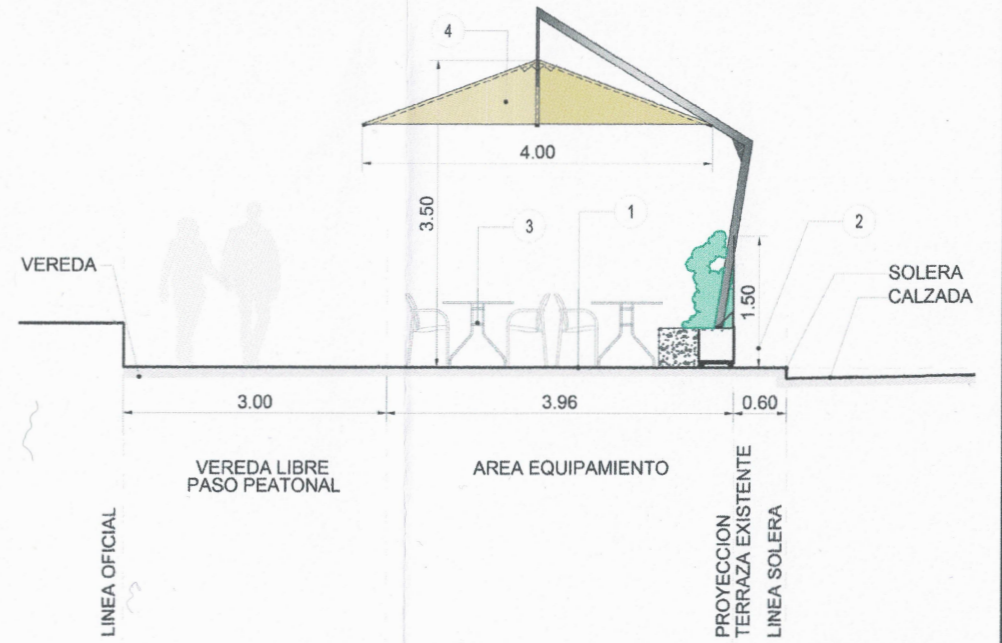 4
4.00
3.50
3
1
2
VEREDA
SOLERA
CALZADA
1.50
3.00
3.96
0.60
VEREDA LIBRE
PASO PEATONAL
AREA EQUIPAMIENTO
LINEA OFICIAL
PROYECCION
TERRAZA EXISTENTE
LINEA SOLERA